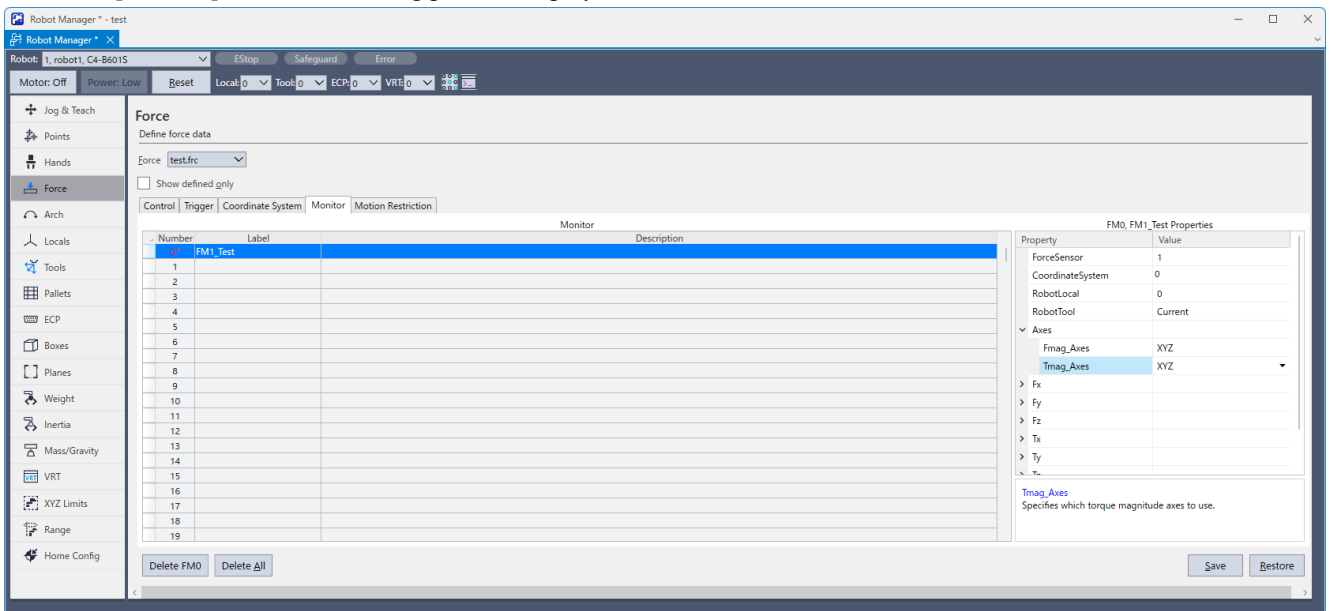 Robot Manager * - test
Robot Manager *
Robot: 1, robot1, C4-B601S EStop Safeguard Error
Motor: Off Power: Low Reset Local: 0 Tool: 0 ECP: 0 VRT: 0
Jog & Teach
Points
Hands
Force
Arch
Locals
Tools
Pallets
ECP
Boxes
Planes
Weight
Inertia
Mass/Gravity
VRT
XYZ Limits
Range
Home Config
Force
Define force data
Force test.frc
Show defined only
Control Trigger Coordinate System Monitor Motion Restriction
Monitor
Number Label Description
0* FM1_Test
1
2
3
4
5
6
7
8
9
10
11
12
13
14
15
16
17
18
19
FM0, FM1_Test Properties
Property Value
ForceSensor 1
CoordinateSystem 0
RobotLocal 0
RobotTool Current
Axes
Fmag_Axes XYZ
Tmag_Axes XYZ
Fx
Fy
Fz
Tx
Ty
Tmag_Axes
Specifies which torque magnitude axes to use.
Delete FM0 Delete All Save Restore